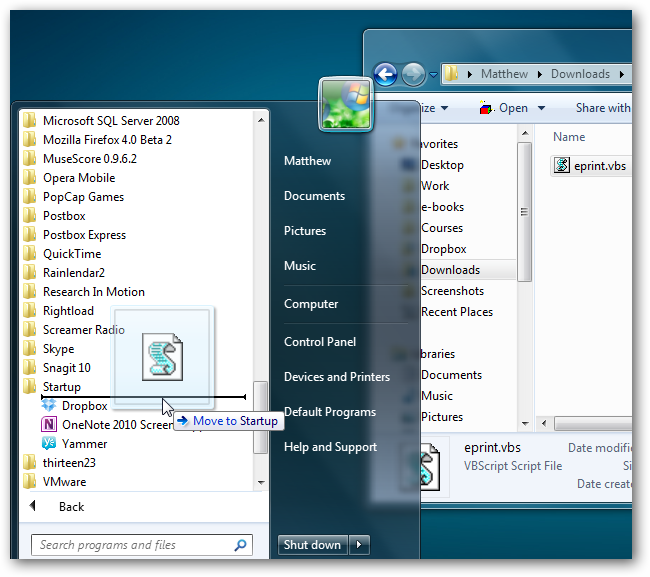 Microsoft SQL Server 2008
Mozilla Firefox 4.0 Beta 2
MuseScore 0.9.6.2
Opera Mobile
PopCap Games
Postbox
Postbox Express
QuickTime
Rainlendar2
Research In Motion
Rightload
Screamer Radio
Skype
Snagit 10
Startup
Dropbox
OneNote 2010 Screen
Yammer
thirteen23
VMware
Back
Search programs and files
Move to Startup
Matthew
Documents
Pictures
Music
Computer
Control Panel
Devices and Printers
Default Programs
Help and Support
Shut down
Matthew Downloads
Organize Open Share with
Favorites
Desktop
Work
e-books
Courses
Dropbox
Downloads
Screenshots
Recent Places
Libraries
Documents
Music
Pictures
Name
eprint.vbs
eprint.vbs Date modifi
VBScript Script File Si
Date create